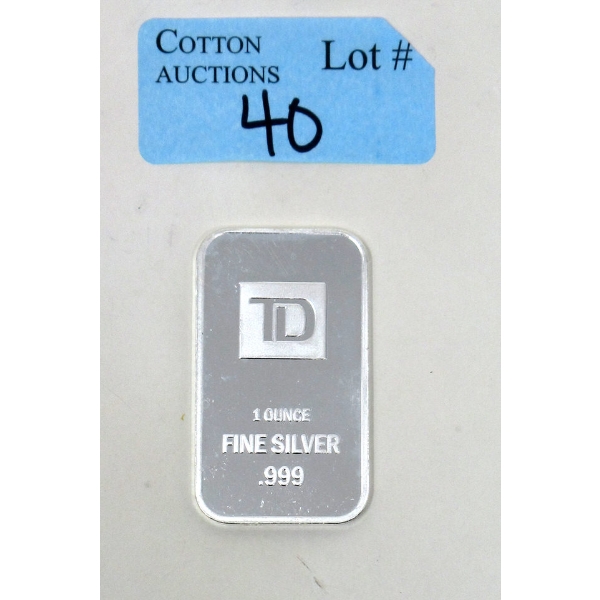 COTTON AUCTIONS Lot #
40
TD
1 OUNCE
FINE SILVER
.999